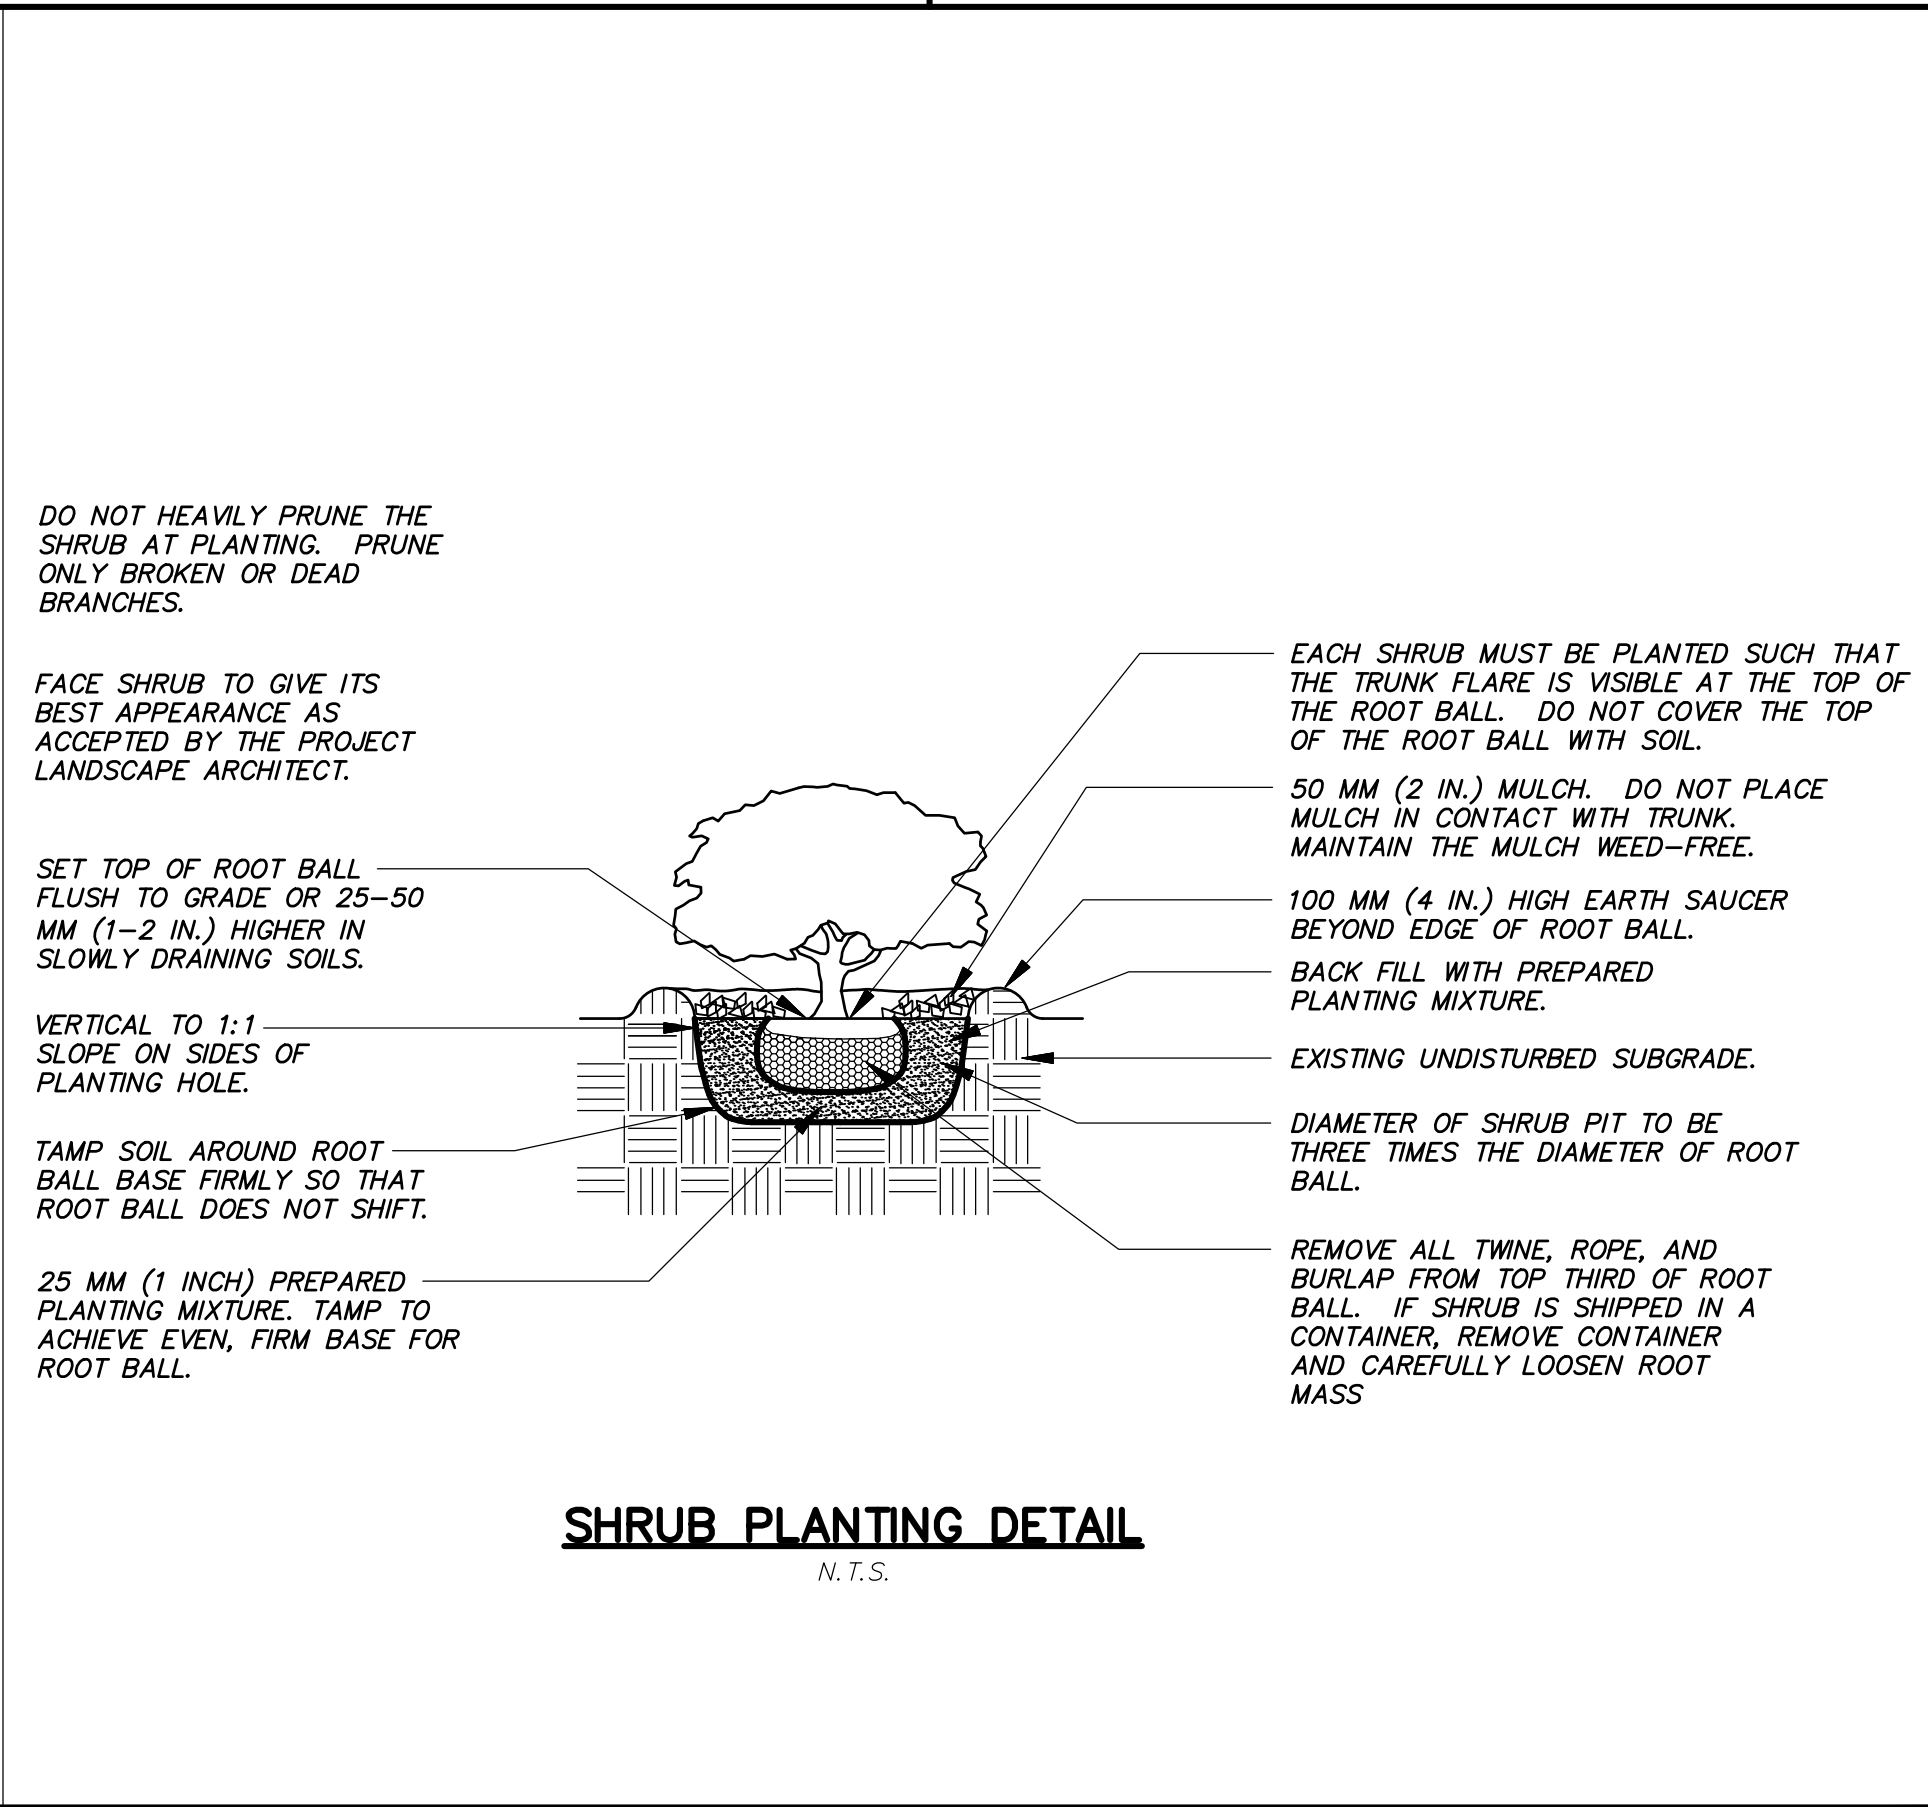 DO NOT HEAVILY PRUNE THE
SHRUB AT PLANTING. PRUNE
ONLY BROKEN OR DEAD
BRANCHES.
FACE SHRUB TO GIVE ITS
BEST APPEARANCE AS
ACCEPTED BY THE PROJECT
LANDSCAPE ARCHITECT.
SET TOP OF ROOT BALL
FLUSH TO GRADE OR 25-50
MM (1-2 IN.) HIGHER IN
SLOWLY DRAINING SOILS.
VERTICAL TO 1:1
SLOPE ON SIDES OF
PLANTING HOLE.
TAMP SOIL AROUND ROOT
BALL BASE FIRMLY SO THAT
ROOT BALL DOES NOT SHIFT.
25 MM (1 INCH) PREPARED
PLANTING MIXTURE. TAMP TO
ACHIEVE EVEN, FIRM BASE FOR
ROOT BALL.
EACH SHRUB MUST BE PLANTED SUCH THAT
THE TRUNK FLARE IS VISIBLE AT THE TOP OF
THE ROOT BALL. DO NOT COVER THE TOP
OF THE ROOT BALL WITH SOIL.
50 MM (2 IN.) MULCH. DO NOT PLACE
MULCH IN CONTACT WITH TRUNK.
MAINTAIN THE MULCH WEED-FREE.
100 MM (4 IN.) HIGH EARTH SAUCER
BEYOND EDGE OF ROOT BALL.
BACK FILL WITH PREPARED
PLANTING MIXTURE.
EXISTING UNDISTURBED SUBGRADE.
DIAMETER OF SHRUB PIT TO BE
THREE TIMES THE DIAMETER OF ROOT
BALL.
REMOVE ALL TWINE, ROPE, AND
BURLAP FROM TOP THIRD OF ROOT
BALL. IF SHRUB IS SHIPPED IN A
CONTAINER, REMOVE CONTAINER
AND CAREFULLY LOOSEN ROOT
MASS
SHRUB PLANTING DETAIL
N.T.S.